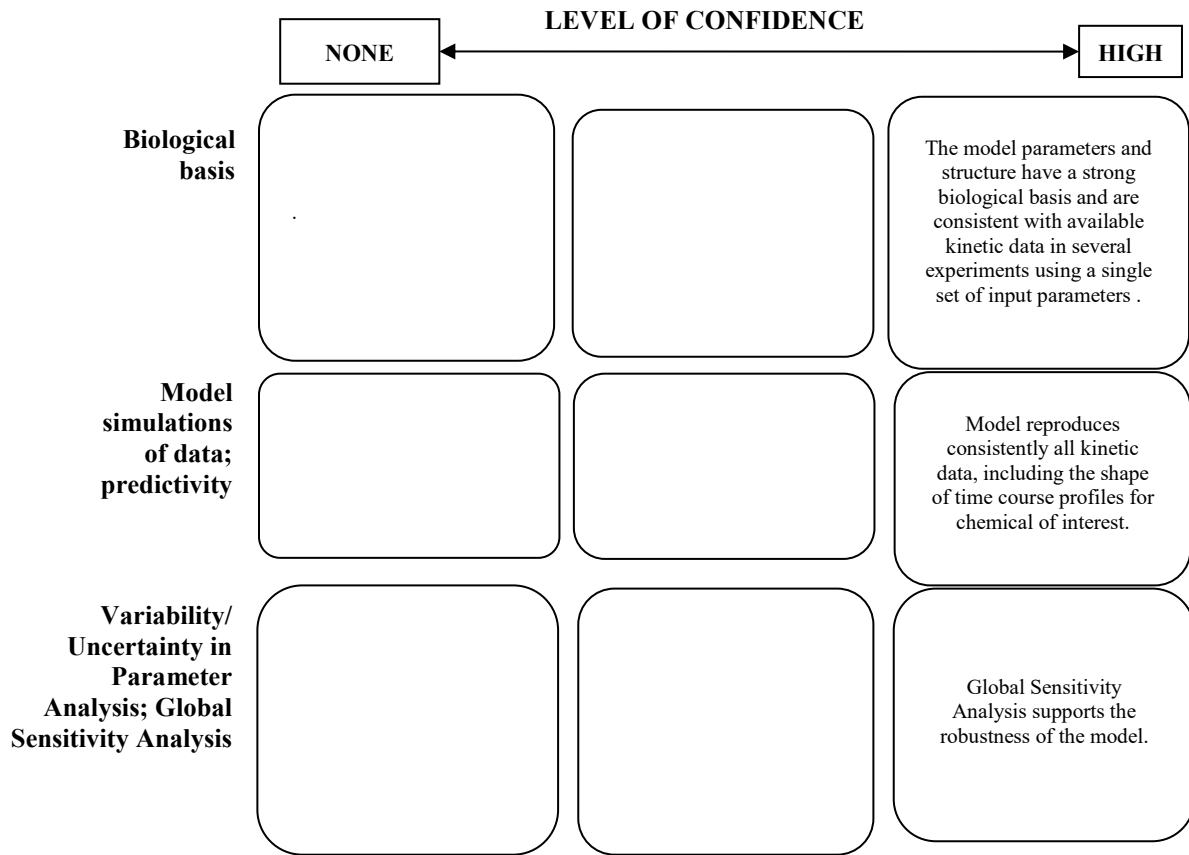 LEVEL OF CONFIDENCE
NONE
HIGH
Biological
basis
.
The model parameters and
structure have a strong
biological basis and are
consistent with available
kinetic data in several
experiments using a single
set of input parameters .
Model
simulations
of data;
predictivity
Model reproduces
consistently all kinetic
data, including the shape
of time course profiles for
chemical of interest.
Variability/
Uncertainty in
Parameter
Analysis; Global
Sensitivity Analysis
Global Sensitivity
Analysis supports the
robustness of the model.